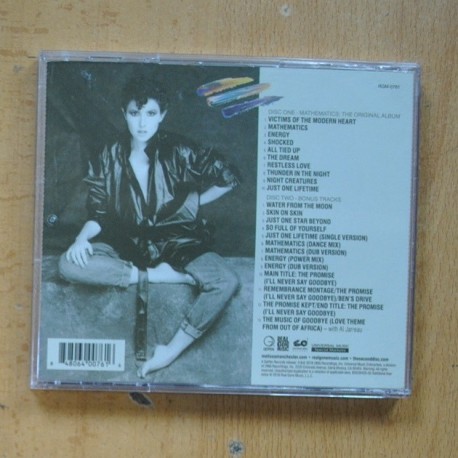 DISC ONE - MATHEMATICS: THE ORIGINAL ALBUM
VICTIMS OF THE MODERN HEART
MATHEMATICS
ENERGY
SHOCKED
ALL TIED UP
THE DREAM
RESTLESS LOVE
THUNDER IN THE NIGHT
NIGHT CREATURES
JUST ONE LIFETIME
DISC TWO - BONUS TRACKS
WATER FROM THE MOON
SKIN ON SKIN
JUST ONE STAR BEYOND
SO FULL OF YOURSELF
JUST ONE LIFETIME (SINGLE VERSION)
MATHEMATICS (DANCE MIX)
MATHEMATICS (DUB VERSION)
ENERGY (POWER MIX)
ENERGY (DUB VERSION)
MAIN TITLE: THE PROMISE
(I'LL NEVER SAY GOODBYE)
REMEMBRANCE MONTAGE/THE PROMISE
(I'LL NEVER SAY GOODBYE)/BEN'S DRIVE
THE PROMISE KEPT/END TITLE: THE PROMISE
(I'LL NEVER SAY GOODBYE)
THE MUSIC OF GOODBYE (LOVE THEME
FROM OUT OF AFRICA) – with Al Jarreau
REAL
GONE
MUSIC